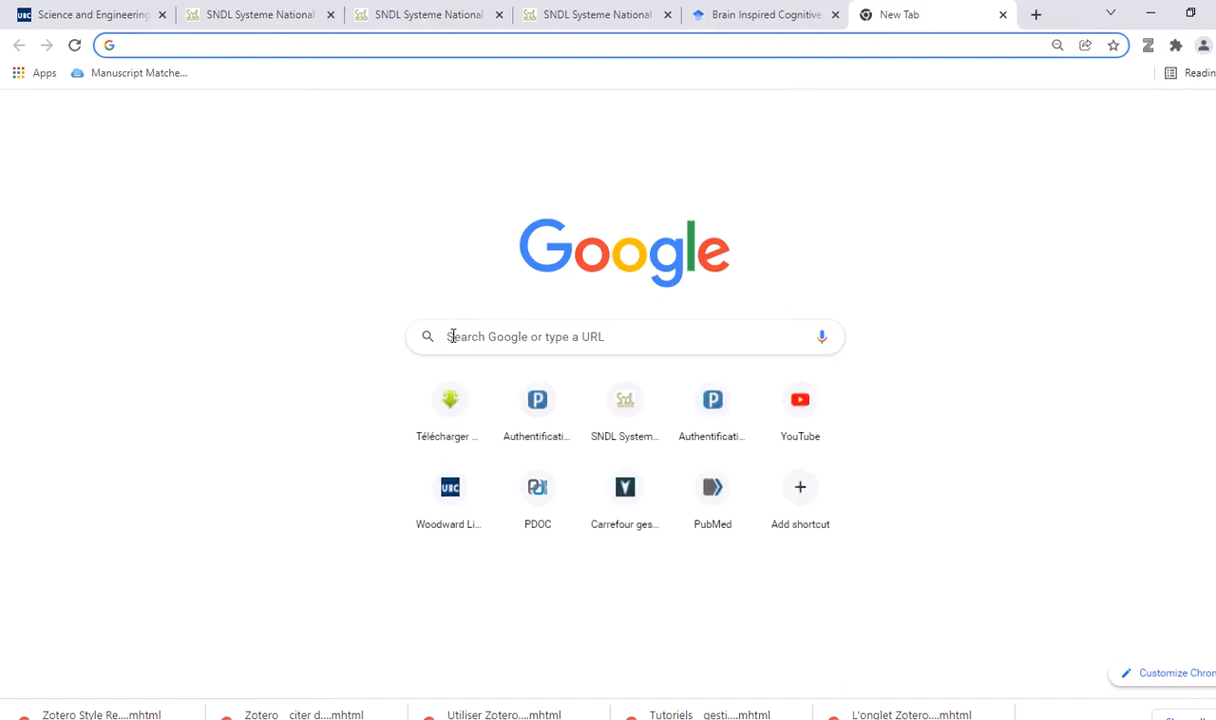 UBC Science and Engineering
SNDL Systeme National
SNDL Systeme National
SNDL Systeme National
Brain Inspired Cognitive
New Tab
Apps
Manuscript Matche...
Readin
Google
Search Google or type a URL
Télécharger ...
Authentificati...
SNDL System...
Authentificati...
YouTube
UBC
Woodward Li...
PDOC
Carrefour ges...
PubMed
Add shortcut
Customize Chron
Zotero Style Re....mhtml
Zotero _ citer d....mhtml
Utiliser Zotero....mhtml
Tutoriels _ gesti....mhtml
L'onglet Zotero....mhtml